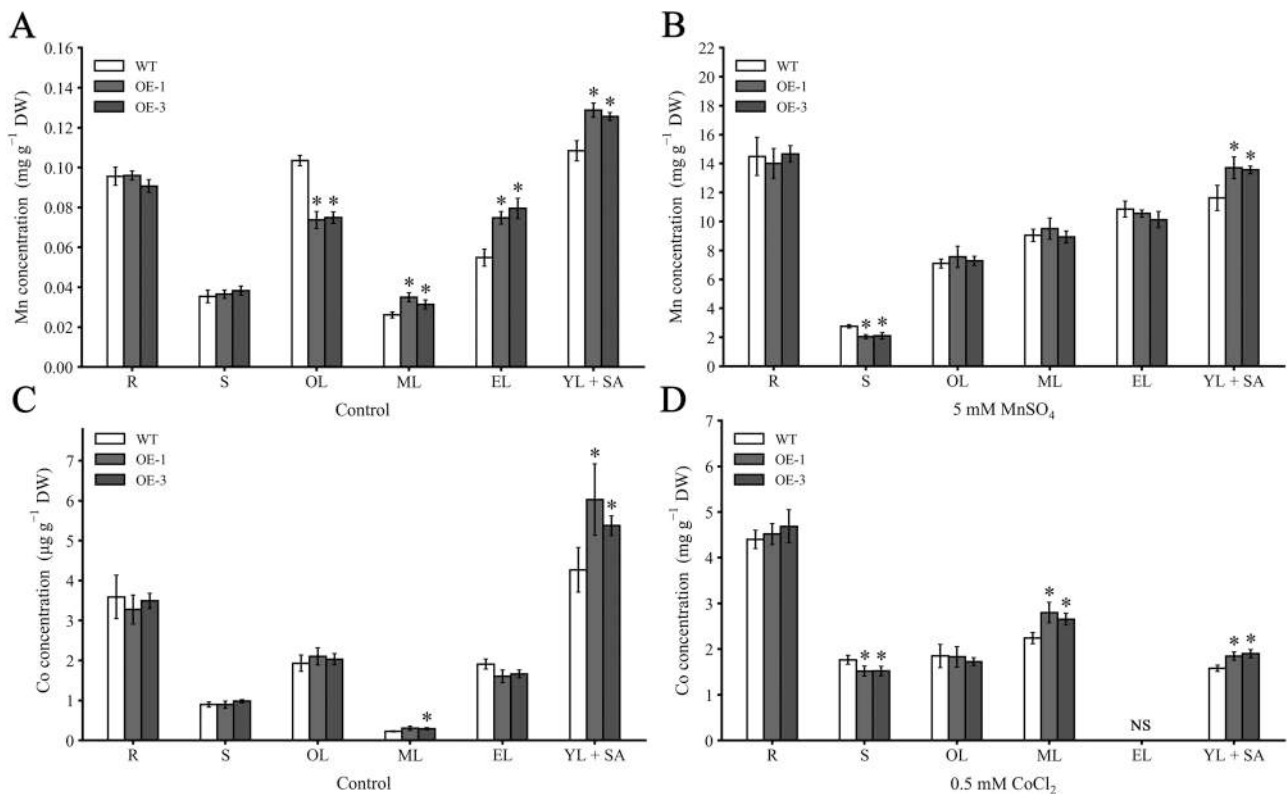 A
Mn concentration (mg g⁻¹ DW)
0.16
0.14
0.12
0.10
0.08
0.06
0.04
0.02
0.00
WT
OE-1
OE-3
* *
* *
* *
* *
R S OL ML EL YL + SA
Control
B
Mn concentration (mg g⁻¹ DW)
22
20
18
16
14
12
10
8
6
4
2
0
WT
OE-1
OE-3
* *
* *
R S OL ML EL YL + SA
5 mM MnSO₄
C
Co concentration (µg g⁻¹ DW)
7
6
5
4
3
2
1
0
WT
OE-1
OE-3
*
* *
R S OL ML EL YL + SA
Control
D
Co concentration (mg g⁻¹ DW)
7
6
5
4
3
2
1
0
WT
OE-1
OE-3
* *
* *
NS
* *
R S OL ML EL YL + SA
0.5 mM CoCl₂